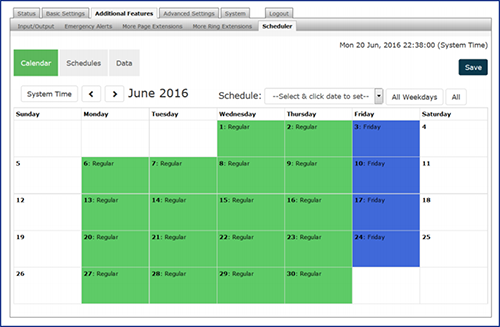 Status Basic Settings Additional Features Advanced Settings System Logout
Input/Output Emergency Alerts More Page Extensions More Ring Extensions Scheduler
Mon 20 Jun, 2016 22:38:00 (System Time)
Calendar Schedules Data
Save
System Time < > June 2016 Schedule: --Select & click date to set-- All Weekdays All
Sunday Monday Tuesday Wednesday Thursday Friday Saturday
1: Regular 2: Regular 3: Friday 4
5 6: Regular 7: Regular 8: Regular 9: Regular 10: Friday 11
12 13: Regular 14: Regular 15: Regular 16: Regular 17: Friday 18
19 20: Regular 21: Regular 22: Regular 23: Regular 24: Friday 25
26 27: Regular 28: Regular 29: Regular 30: Regular